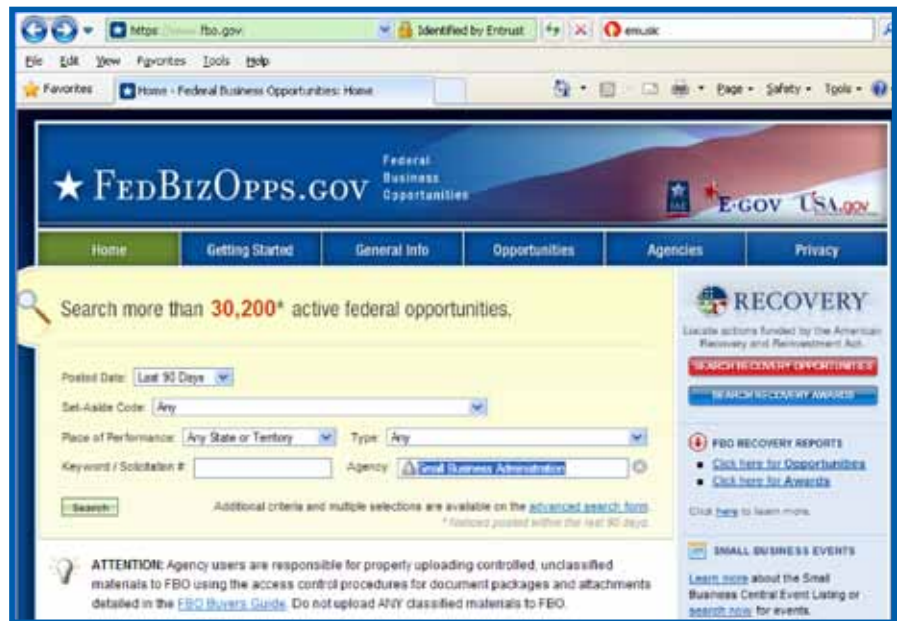 https fbo.gov Identified by Entrust emusic
File Edit View Favorites Tools Help
Favorites Home - Federal Business Opportunities: Home Page Safety Tools
FEDBIZOPPS.GOV Federal Business Opportunities
E-GOV USA.gov
Home Getting Started General Info Opportunities Agencies Privacy
Search more than 30,200* active federal opportunities.
Posted Date: Last 90 Days
Set-Aside Code: Any
Place of Performance: Any State or Territory Type: Any
Keyword / Solicitation #: Agency: Small Business Administration
Search Additional criteria and multiple selections are available on the advanced search form.
* Notices posted within the last 90 days.
ATTENTION: Agency users are responsible for properly uploading controlled, unclassified
materials to FBO using the access control procedures for document packages and attachments
detailed in the FBO Buyers Guide. Do not upload ANY classified materials to FBO.
RECOVERY
Locate actions funded by the American
Recovery and Reinvestment Act.
SEARCH RECOVERY OPPORTUNITIES
SEARCH RECOVERY AWARDS
FBO RECOVERY REPORTS
Click here for Opportunities
Click here for Awards
Click here to learn more.
SMALL BUSINESS EVENTS
Learn more about the Small
Business Central Event Listing or
search now for events.